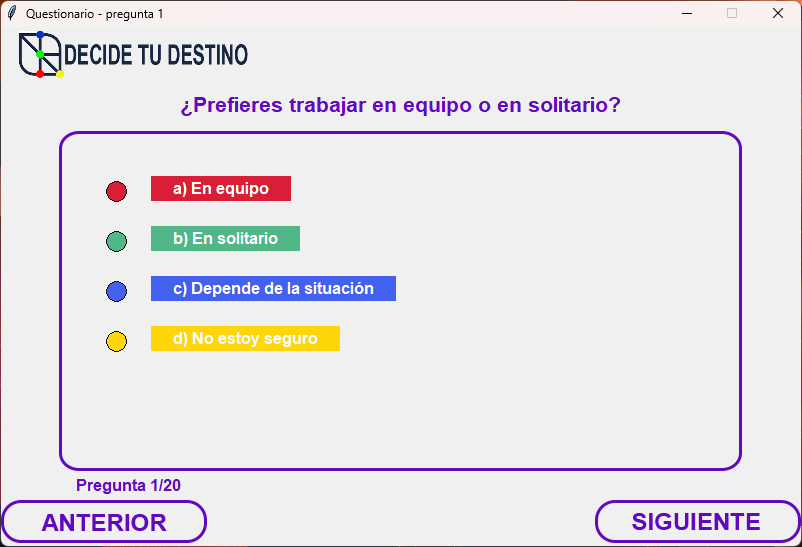 Questionario - pregunta 1
DECIDE TU DESTINO
¿Prefieres trabajar en equipo o en solitario?
a) En equipo
b) En solitario
c) Depende de la situación
d) No estoy seguro
Pregunta 1/20
ANTERIOR
SIGUIENTE